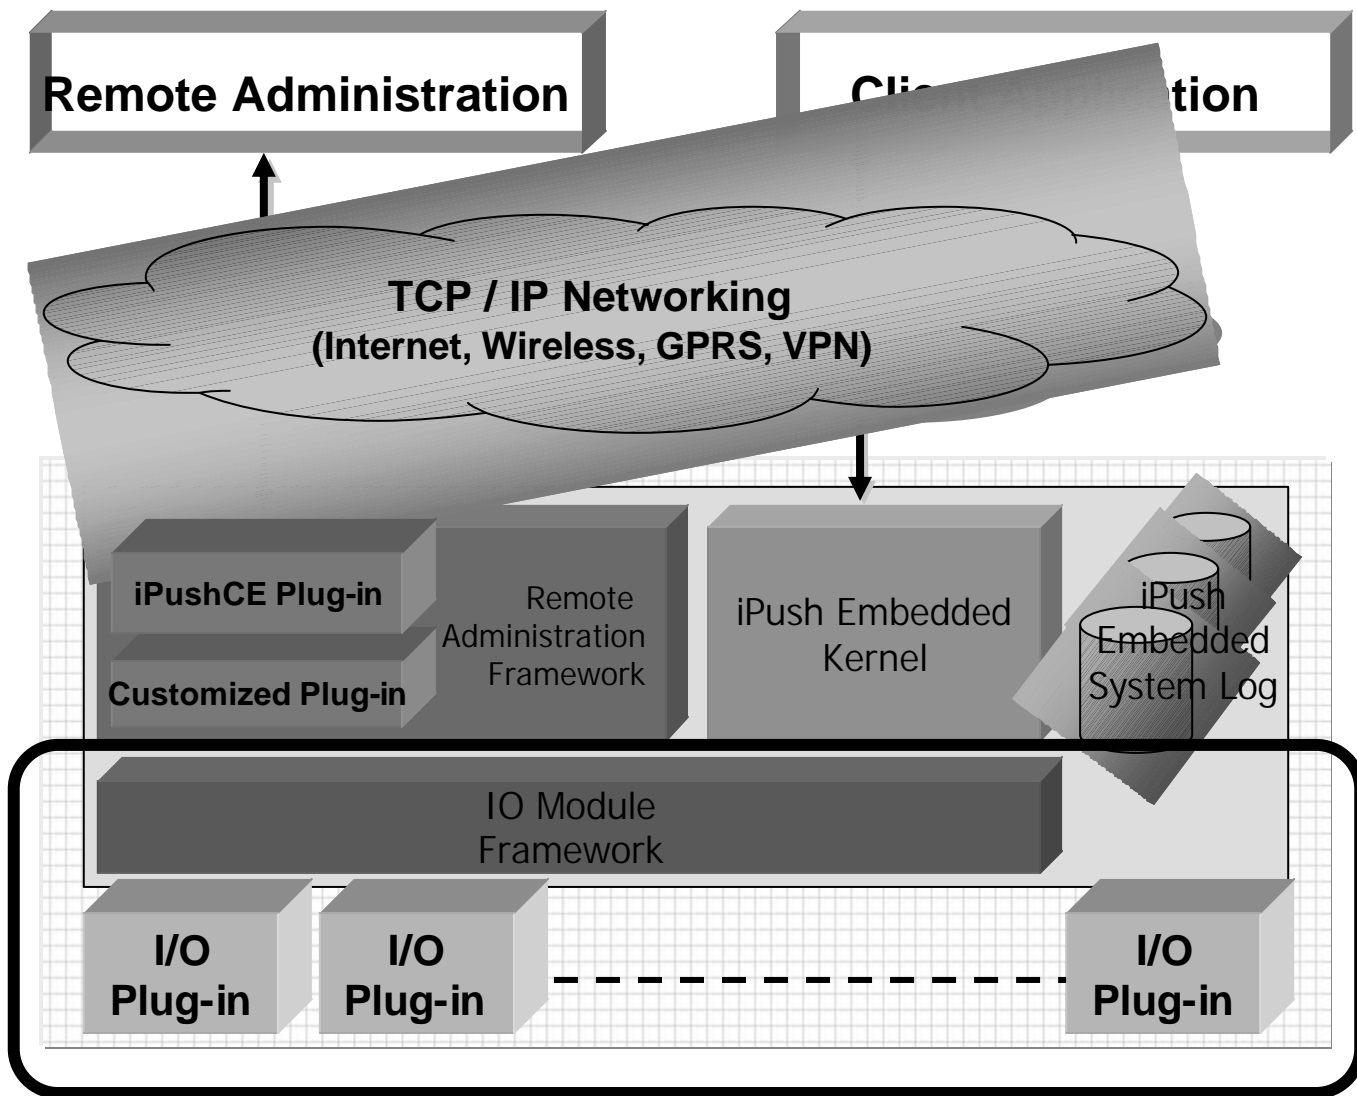 Remote Administration
TCP / IP Networking
(Internet, Wireless, GPRS, VPN)
iPushCE Plug-in
Customized Plug-in
Remote
Administration
Framework
iPush Embedded
Kernel
iPush
Embedded
System Log
IO Module
Framework
I/O
Plug-in
I/O
Plug-in
I/O
Plug-in